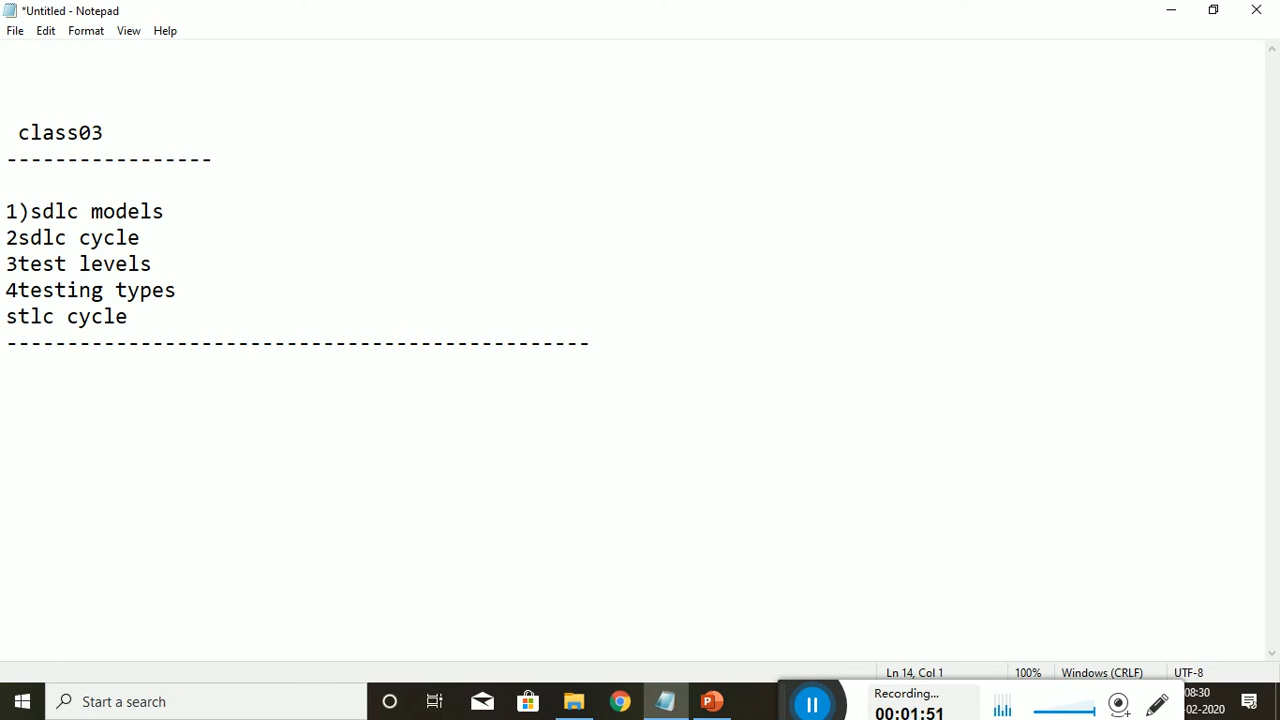 *Untitled - Notepad
File Edit Format View Help
class03
-----------------
1)sdlc models
2sdlc cycle
3test levels
4testing types
stlc cycle
------------------------------------------------
Ln 14, Col 1 100% Windows (CRLF) UTF-8
Start a search
Recording...
00:01:51
08:30
-02-2020